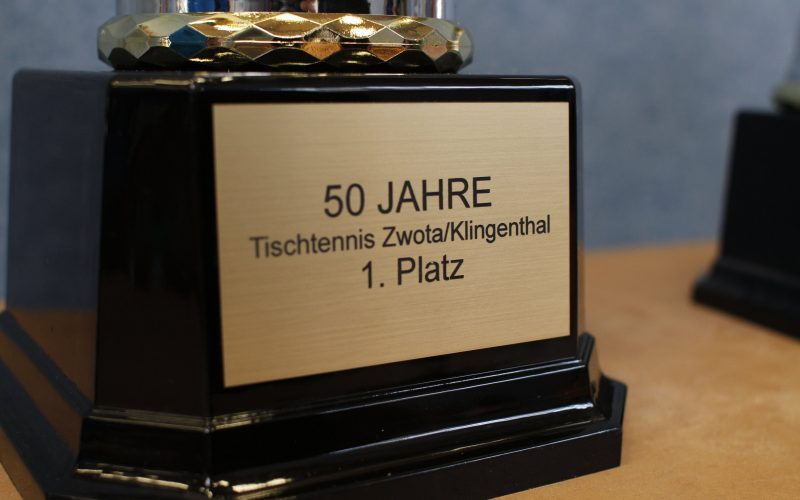 50 JAHRE
Tischtennis Zwota/Klingenthal
1. Platz